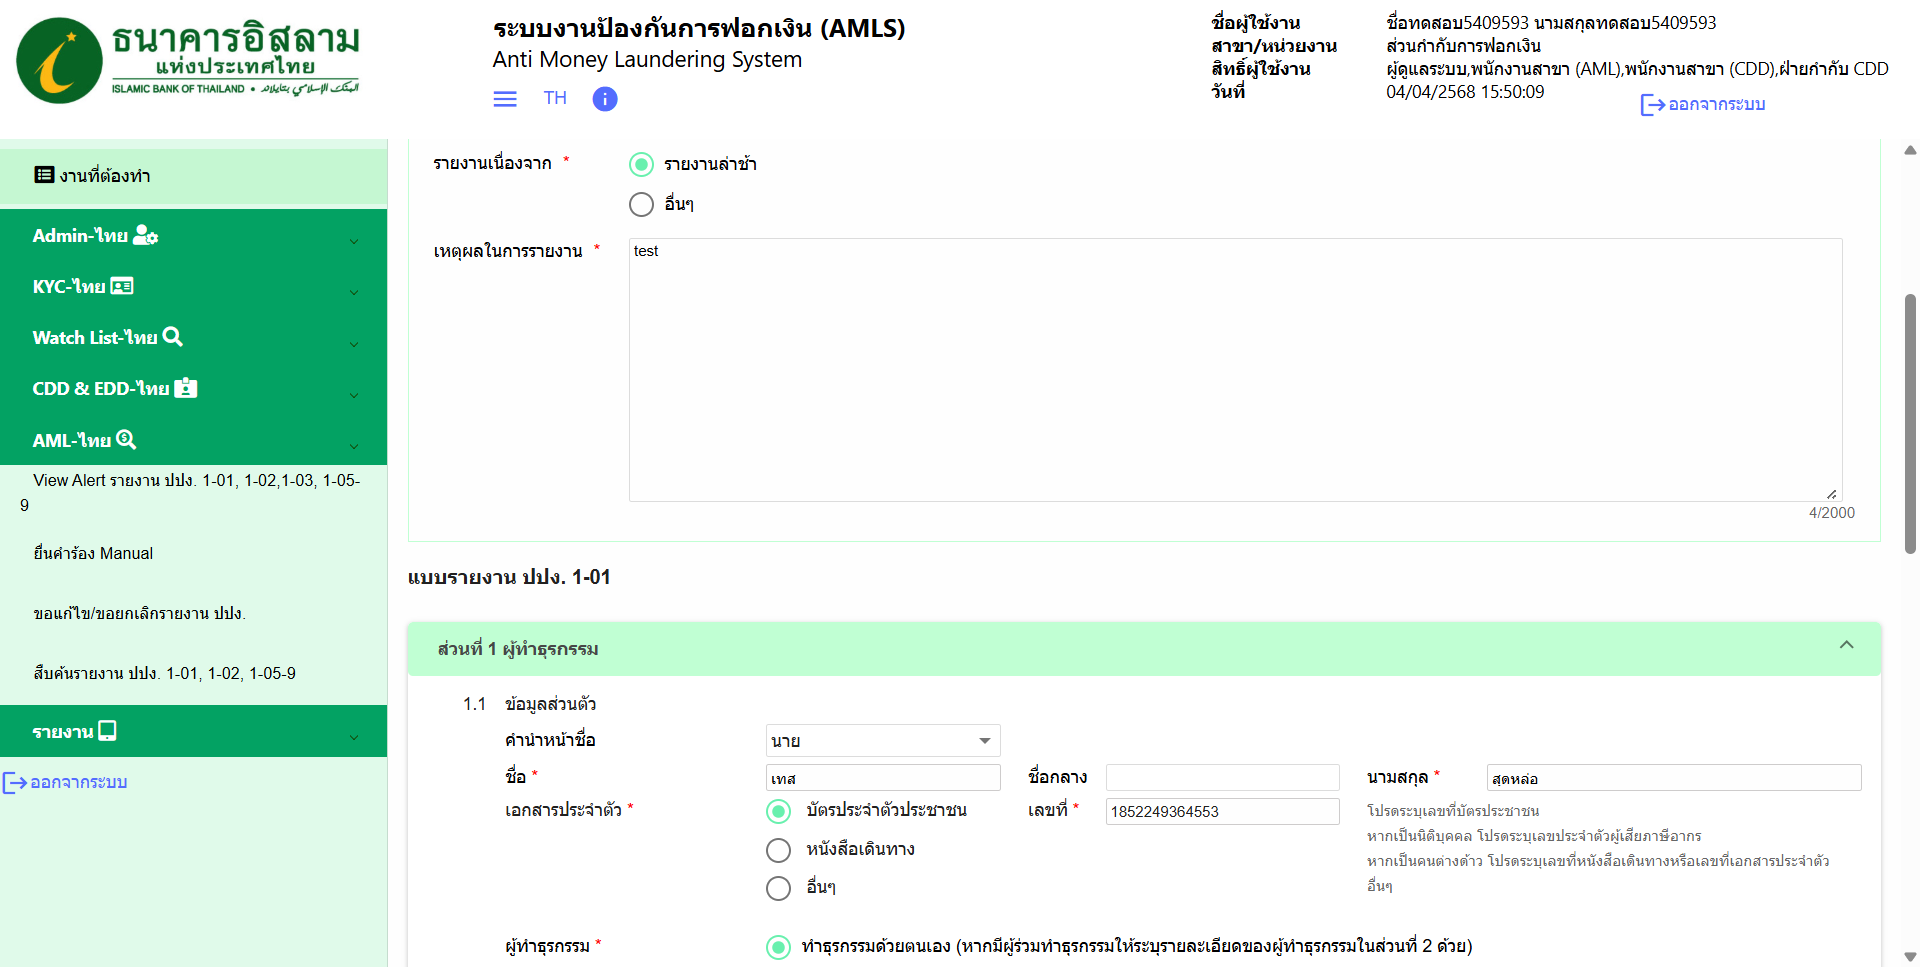 ธนาคารอิสลาม
แห่งประเทศไทย
ISLAMIC BANK OF THAILAND •
ระบบงานป้องกันการฟอกเงิน (AMLS)
Anti Money Laundering System
TH
ชื่อผู้ใช้งาน ชื่อทดสอบ5409593 นามสกุลทดสอบ5409593
สาขา/หน่วยงาน ส่วนกำกับการฟอกเงิน
สิทธิ์ผู้ใช้งาน ผู้ดูแลระบบ,พนักงานสาขา (AML),พนักงานสาขา (CDD),ฝ่ายกำกับ CDD
วันที่ 04/04/2568 15:50:09
ออกจากระบบ
งานที่ต้องทำ
Admin-ไทย
KYC-ไทย
Watch List-ไทย
CDD & EDD-ไทย
AML-ไทย
View Alert รายงาน ปปง. 1-01, 1-02,1-03, 1-05-
9
ยื่นคำร้อง Manual
ขอแก้ไข/ขอยกเลิกรายงาน ปปง.
สืบค้นรายงาน ปปง. 1-01, 1-02, 1-05-9
รายงาน
ออกจากระบบ
รายงานเนื่องจาก * รายงานล่าช้า
อื่นๆ
เหตุผลในการรายงาน * test
4/2000
แบบรายงาน ปปง. 1-01
ส่วนที่ 1 ผู้ทำธุรกรรม
1.1 ข้อมูลส่วนตัว
คำนำหน้าชื่อ นาย
ชื่อ * เทส ชื่อกลาง นามสกุล * สุดหล่อ
เอกสารประจำตัว * บัตรประจำตัวประชาชน เลขที่ * 1852249364553 โปรดระบุเลขที่บัตรประชาชน
หากเป็นนิติบุคคล โปรดระบุเลขประจำตัวผู้เสียภาษีอากร
หนังสือเดินทาง
หากเป็นคนต่างด้าว โปรดระบุเลขที่หนังสือเดินทางหรือเลขที่เอกสารประจำตัว
อื่นๆ
อื่นๆ
ผู้ทำธุรกรรม * ทำธุรกรรมด้วยตนเอง (หากมีผู้ร่วมทำธุรกรรมให้ระบุรายละเอียดของผู้ทำธุรกรรมในส่วนที่ 2 ด้วย)